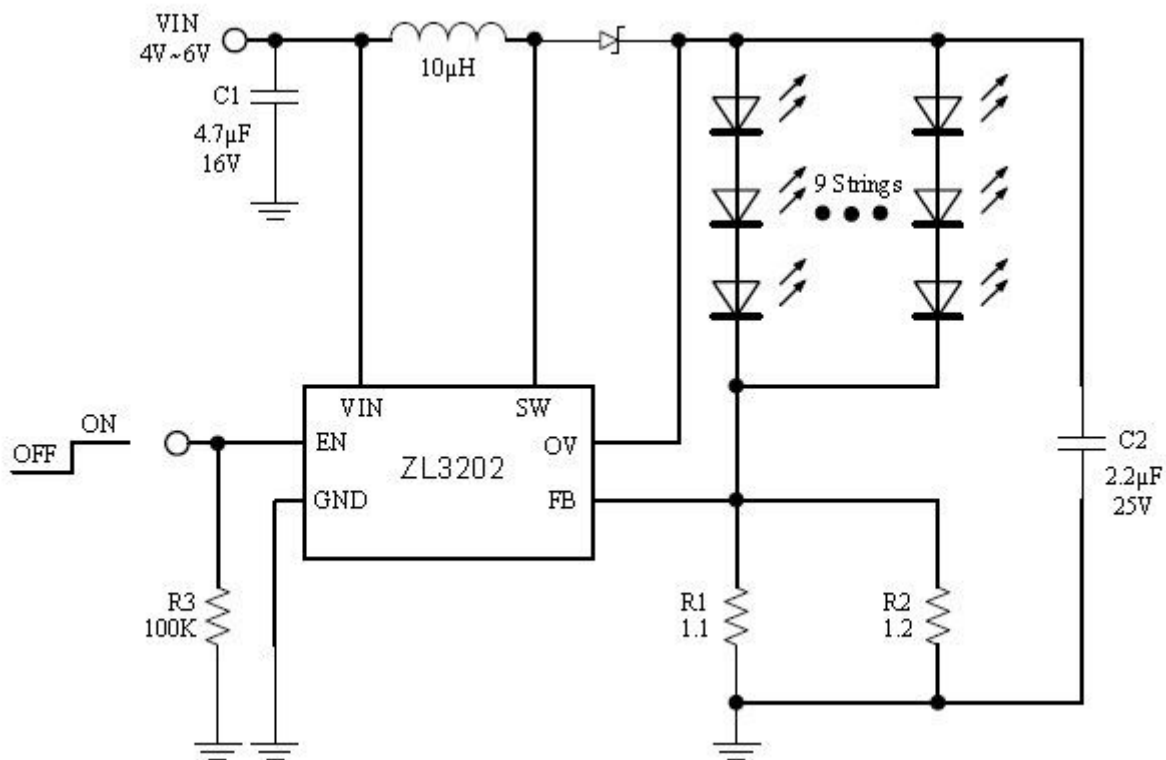 VIN
4V~6V
10μH
C1
4.7μF
16V
9 Strings
VIN
SW
ON
OFF
EN
OV
ZL3202
GND
FB
C2
2.2μF
25V
R3
100K
R1
1.1
R2
1.2